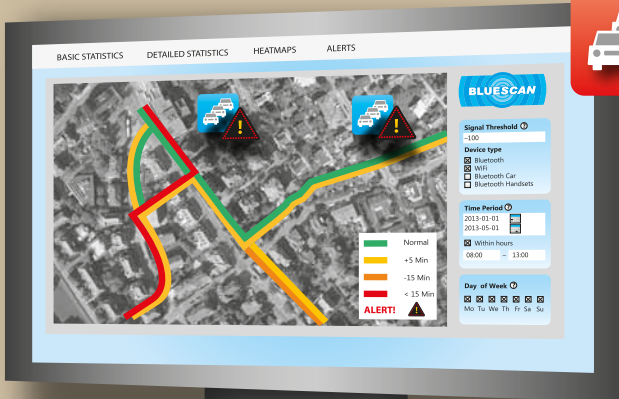 BASIC STATISTICS DETAILED STATISTICS HEATMAPS ALERTS
BLUESCAN
Signal Threshold ?
-100
Device type
Bluetooth
WiFi
Bluetooth Car
Bluetooth Handsets
Time Period ?
2013-01-01
2013-05-01
Within hours
08:00 – 13:00
Day of Week ?
Mo Tu We Th Fr Sa Su
Normal
+5 Min
-15 Min
< 15 Min
ALERT! !
!
!